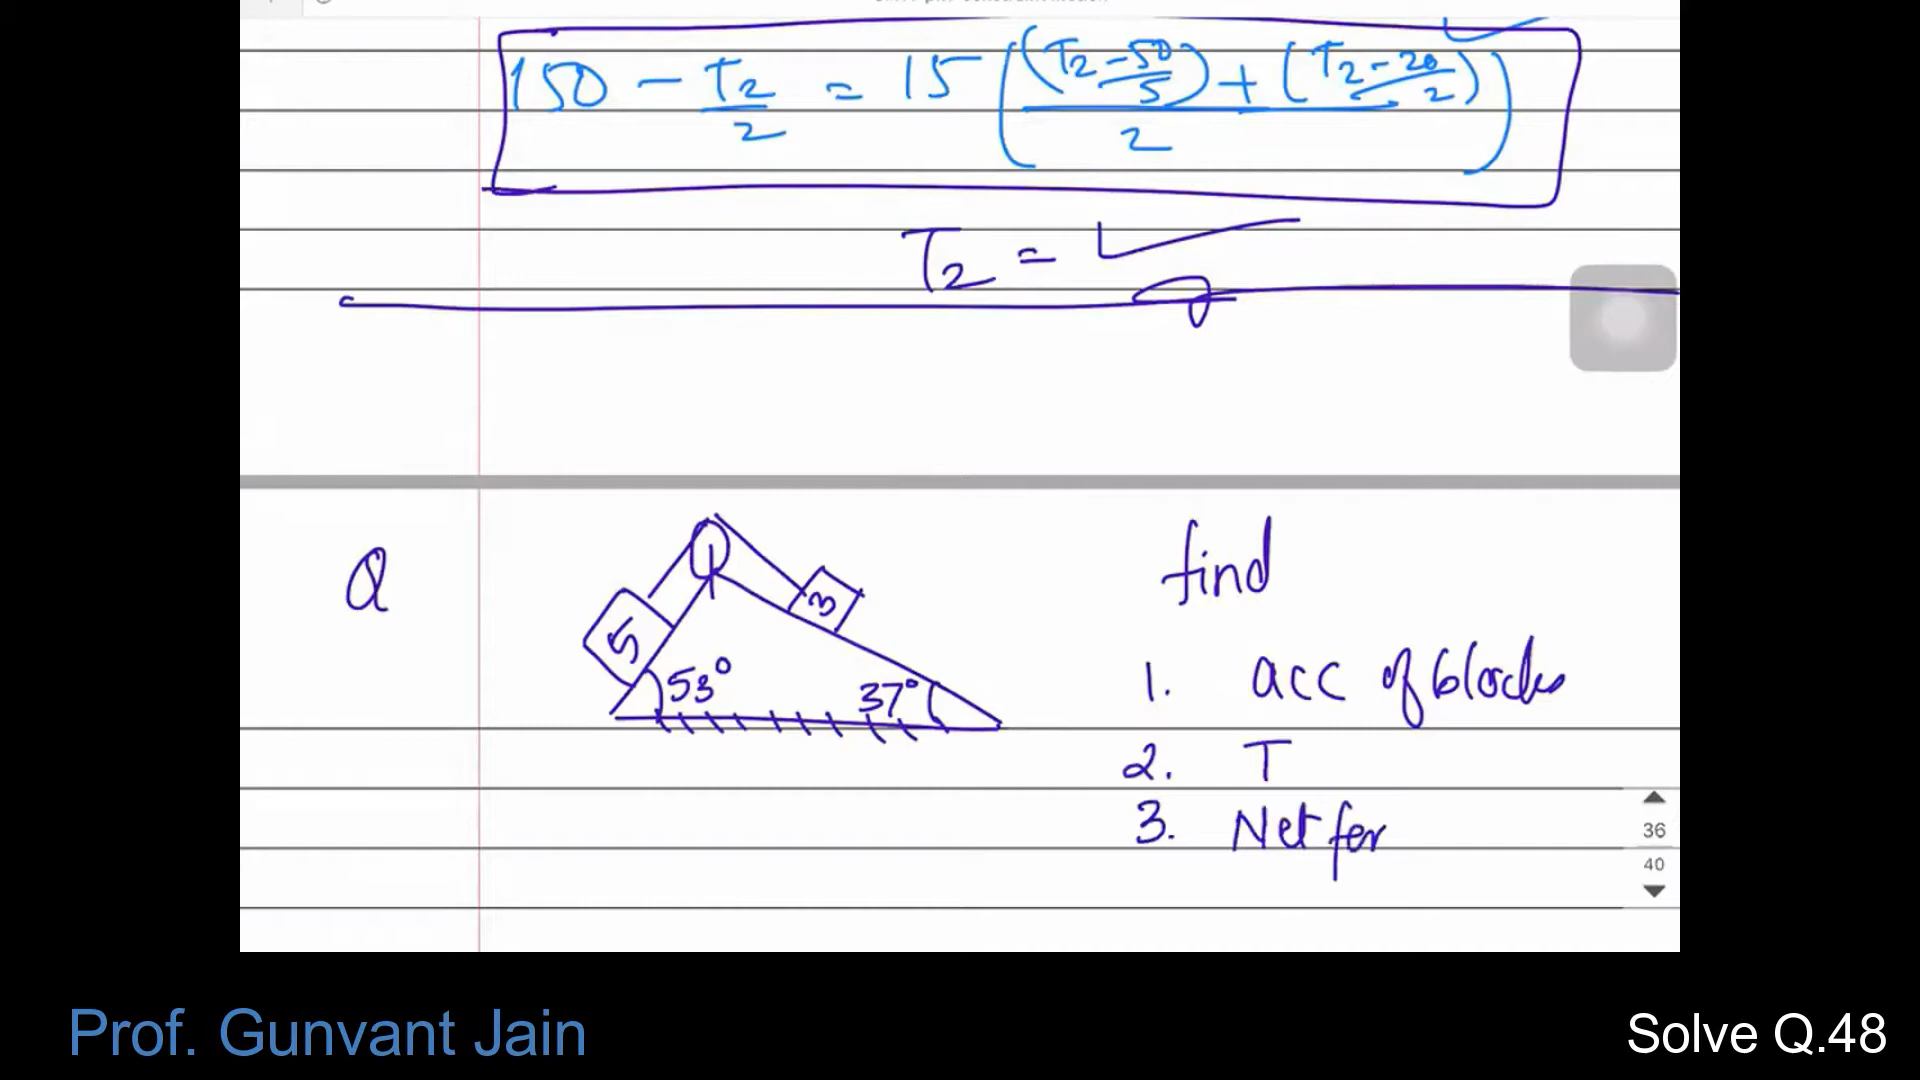 150 - T2/2 = 15 (((T2-50)/5) + ((T2-20)/2))/2)
T2 =
Q
find
5
3
53°
37°
1. acc of blocks
2. T
3. Net for
36
40
Prof. Gunvant Jain
Solve Q.48